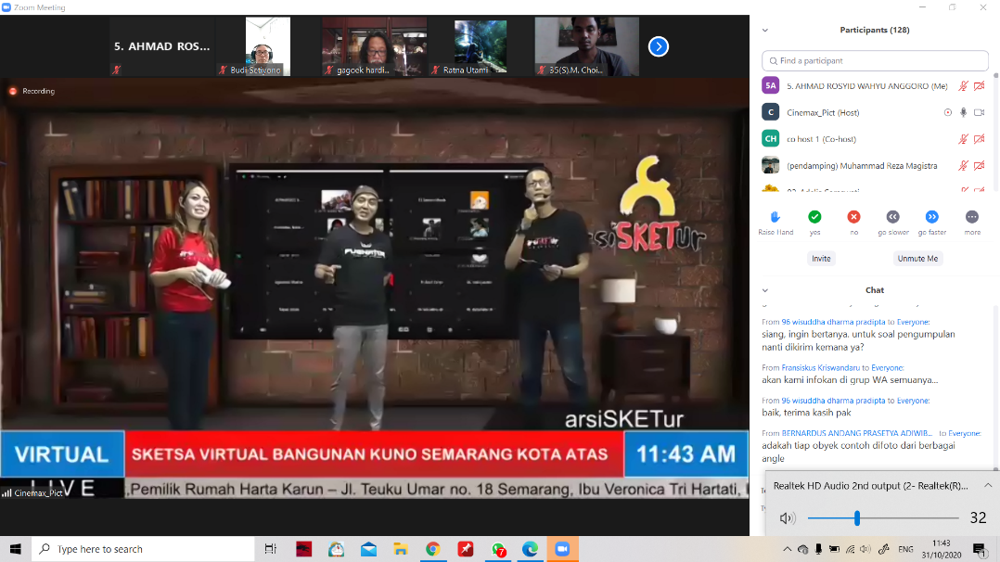 Zoom Meeting
5. AHMAD ROS...
Budi Setiyono
gagoek hardi...
Ratna Utami
35(S).M. Choi...
Recording
arsiSKETur
PUGNATOR
arsiSKETur
VIRTUAL
SKETSA VIRTUAL BANGUNAN KUNO SEMARANG KOTA ATAS
11:43 AM
LIVE
,Pemilik Rumah Harta Karun – Jl. Teuku Umar no. 18 Semarang, Ibu Veronica Tri Hartati,
Cinemax_Pict
Participants (128)
Find a participant
5A
5. AHMAD ROSYID WAHYU ANGGORO (Me)
C
Cinemax_Pict (Host)
CH
co host 1 (Co-host)
(pendamping) Muhammad Reza Magistra
Raise Hand
yes
no
go slower
go faster
more
Invite
Unmute Me
Chat
From 96 wisuddha dharma pradipta to Everyone:
siang, ingin bertanya. untuk soal pengumpulan
nanti dikirim kemana ya?
From Fransiskus Kriswandaru to Everyone:
akan kami infokan di grup WA semuanya...
From 96 wisuddha dharma pradipta to Everyone:
baik, terima kasih pak
From BERNARDUS ANDANG PRASETYA ADIWIB... to Everyone:
adakah tiap obyek contoh difoto dari berbagai
angle
Realtek HD Audio 2nd output (2- Realtek(R)...
32
Type here to search
7
ENG
11:43
31/10/2020
1